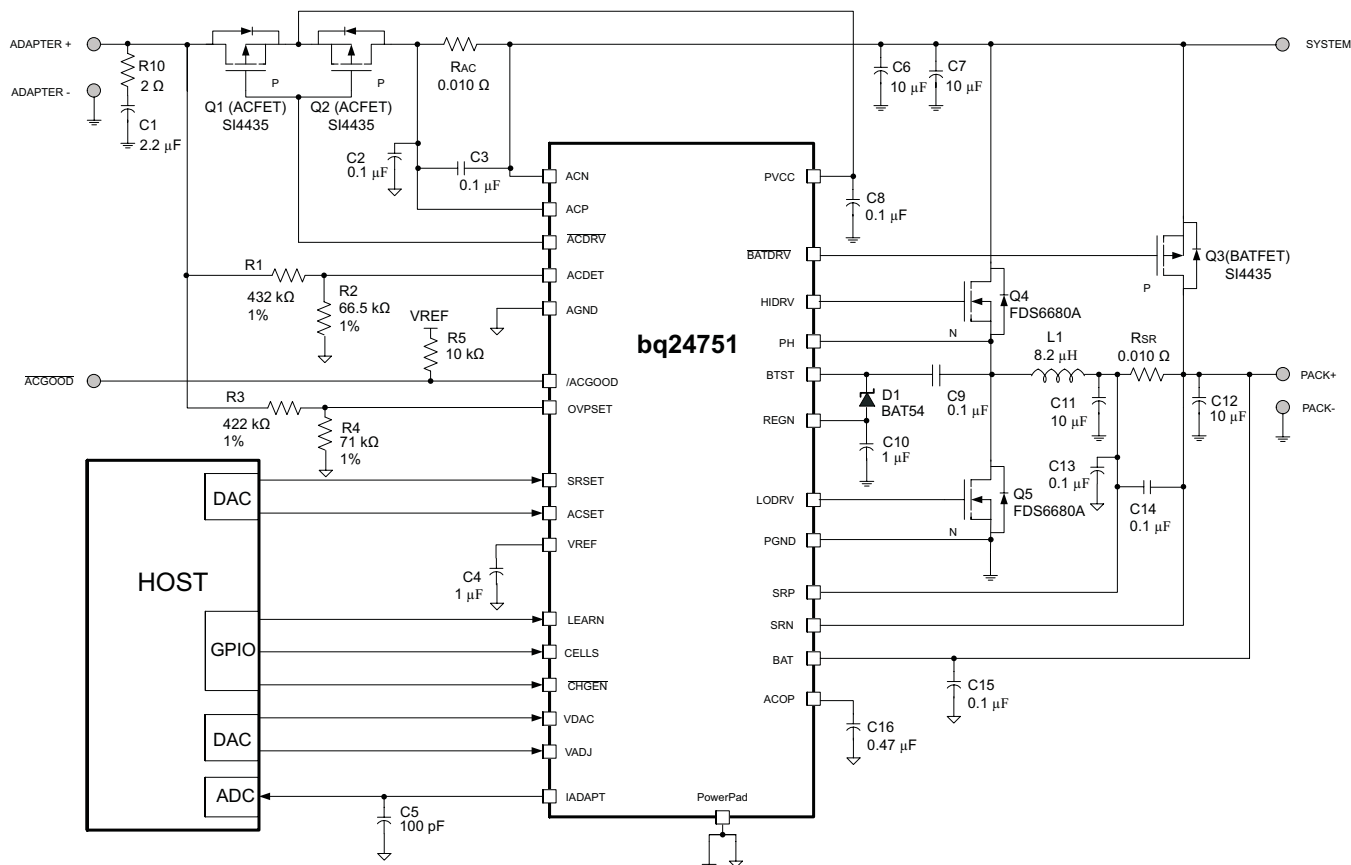 ADAPTER +
R10
2 Ω
ADAPTER -
C1
2.2 µF
P
Q1 (ACFET)
SI4435
P
Q2 (ACFET)
SI4435
RAC
0.010 Ω
C6
10 µF
C7
10 µF
SYSTEM
C2
0.1 µF
C3
0.1 µF
ACN
ACP
ACDRV
ACDET
AGND
/ACGOOD
OVPSET
SRSET
ACSET
VREF
LEARN
CELLS
CHGEN
VDAC
VADJ
IADAPT
bq24751
PVCC
BATDRV
HIDRV
PH
BTST
REGN
LODRV
PGND
SRP
SRN
BAT
ACOP
PowerPad
C8
0.1 µF
Q3(BATFET)
SI4435
P
Q4
FDS6680A
N
R1
432 kΩ
1%
R2
66.5 kΩ
1%
VREF
R5
10 kΩ
ACGOOD
R3
422 kΩ
1%
R4
71 kΩ
1%
L1
8.2 µH
RSR
0.010 Ω
PACK+
PACK-
D1
BAT54
C9
0.1 µF
C10
1 µF
C11
10 µF
C12
10 µF
C13
0.1 µF
C14
0.1 µF
Q5
FDS6680A
N
HOST
DAC
GPIO
DAC
ADC
C4
1 µF
C5
100 pF
C15
0.1 µF
C16
0.47 µF